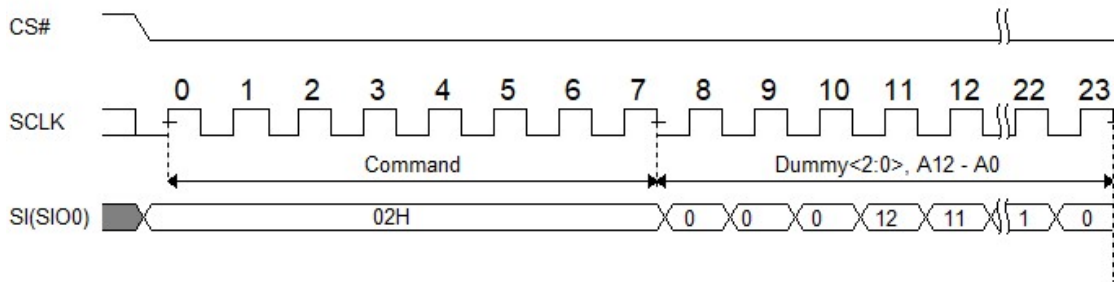 CS#
0 1 2 3 4 5 6 7 8 9 10 11 12 22 23
SCLK
Command Dummy<2:0>, A12 - A0
SI(SIO0) 02H 0 0 0 12 11 1 0